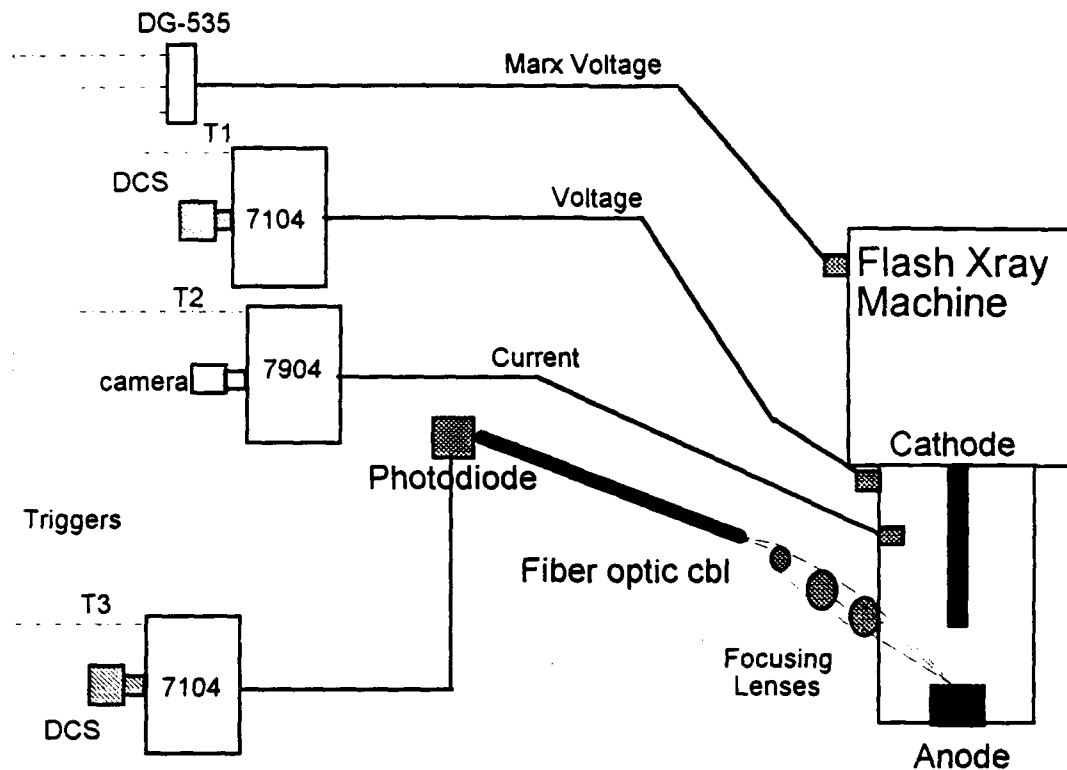 DG-535
Marx Voltage
T1
DCS
7104
Voltage
Flash Xray
Machine
T2
7904
camera
Current
Cathode
Photodiode
Triggers
Fiber optic cbl
T3
Focusing
Lenses
7104
DCS
Anode